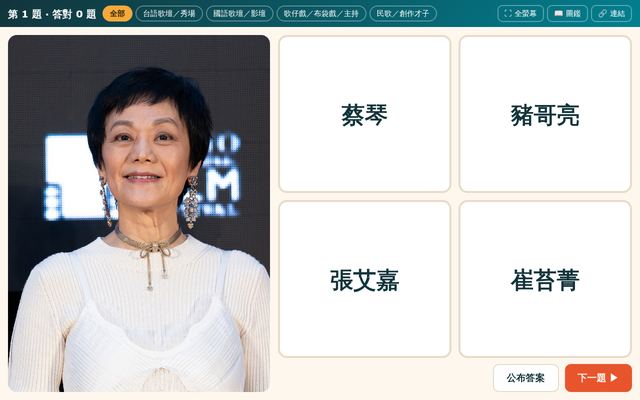 第 1 題 · 答對 0 題
全部
台語歌壇／秀場
國語歌壇／影壇
歌仔戲／布袋戲／主持
民歌／創作才子
全螢幕
圖鑑
連結
蔡琴
豬哥亮
張艾嘉
崔苔菁
公布答案
下一題 ▶